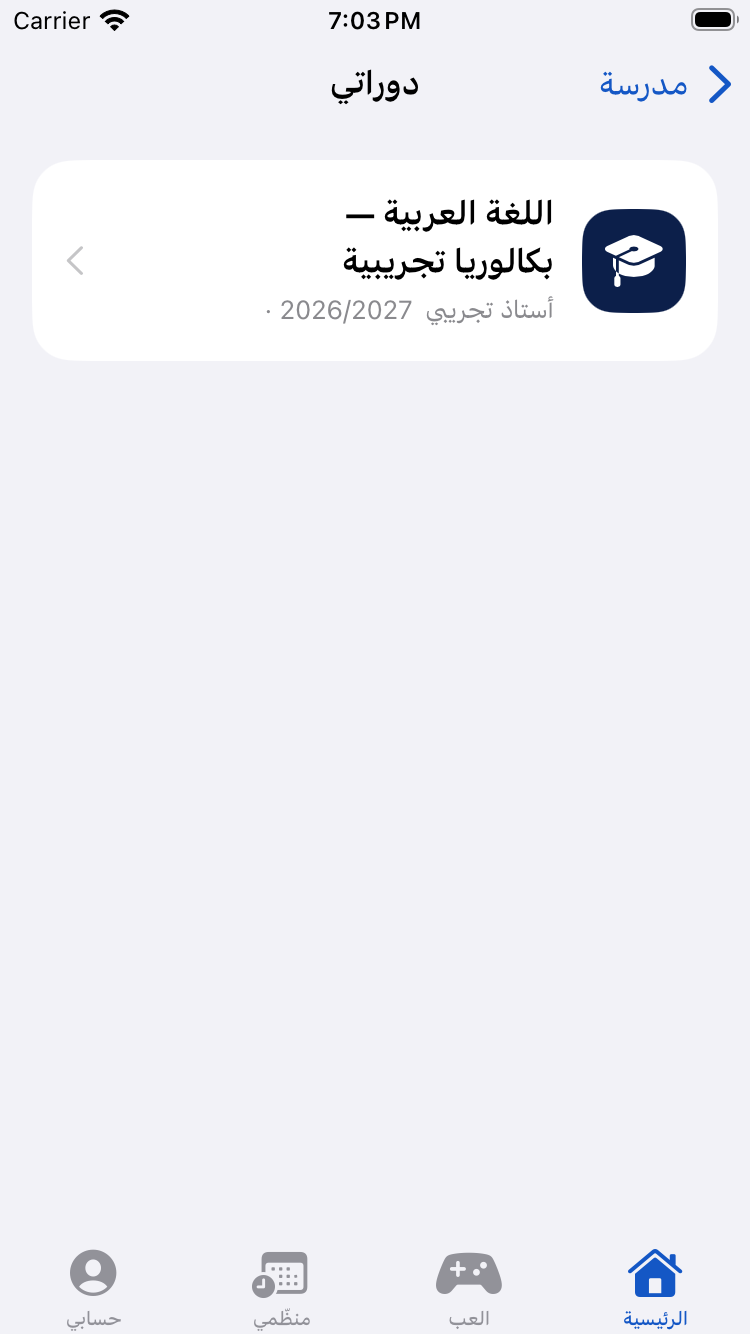 Carrier 7:03 PM
مدرسة
دوراتي
اللغة العربية —
بكالوريا تجريبية
أستاذ تجريبي 2026/2027 ·
الرئيسية
العب
منظّمي
حسابي